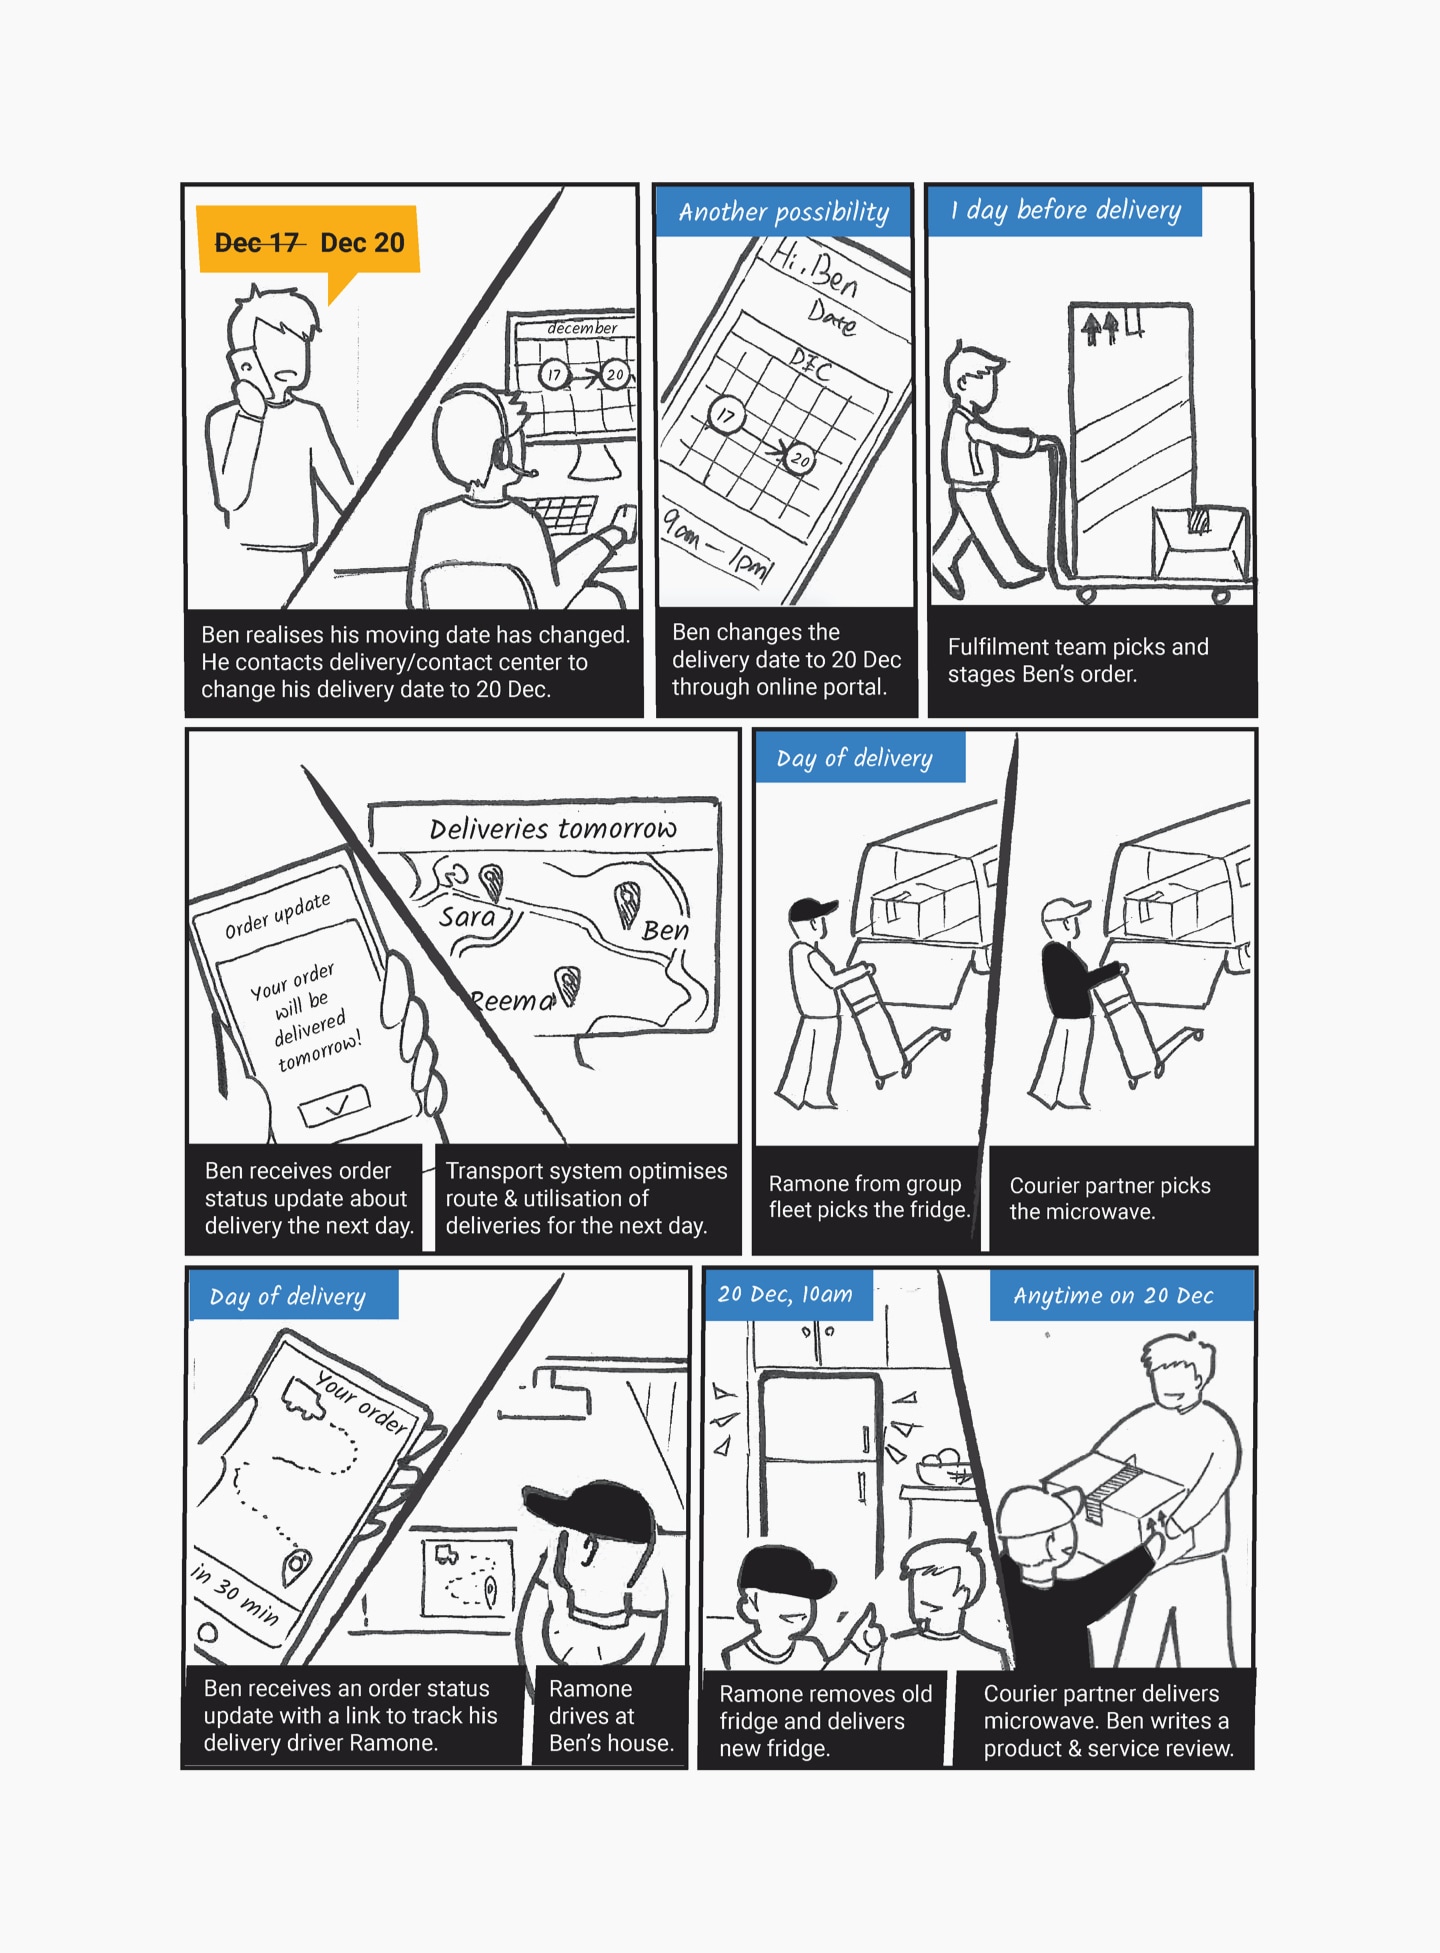 Dec 17 Dec 20
december
17 20
Ben realises his moving date has changed.
He contacts delivery/contact center to
change his delivery date to 20 Dec.
Another possibility
Hi, Ben
Date
DEC
17
20
9am – 1pm
Ben changes the
delivery date to 20 Dec
through online portal.
1 day before delivery
Fulfilment team picks and
stages Ben's order.
Order update
Your order
will be
delivered
tomorrow!
Ben receives order
status update about
delivery the next day.
Deliveries tomorrow
Sara
Ben
Reema
Transport system optimises
route & utilisation of
deliveries for the next day.
Day of delivery
Ramone from group
fleet picks the fridge.
Courier partner picks
the microwave.
Day of delivery
Your order
in 30 min
Ben receives an order status
update with a link to track his
delivery driver Ramone.
Ramone
drives at
Ben's house.
20 Dec, 10am
Ramone removes old
fridge and delivers
new fridge.
Anytime on 20 Dec
Courier partner delivers
microwave. Ben writes a
product & service review.